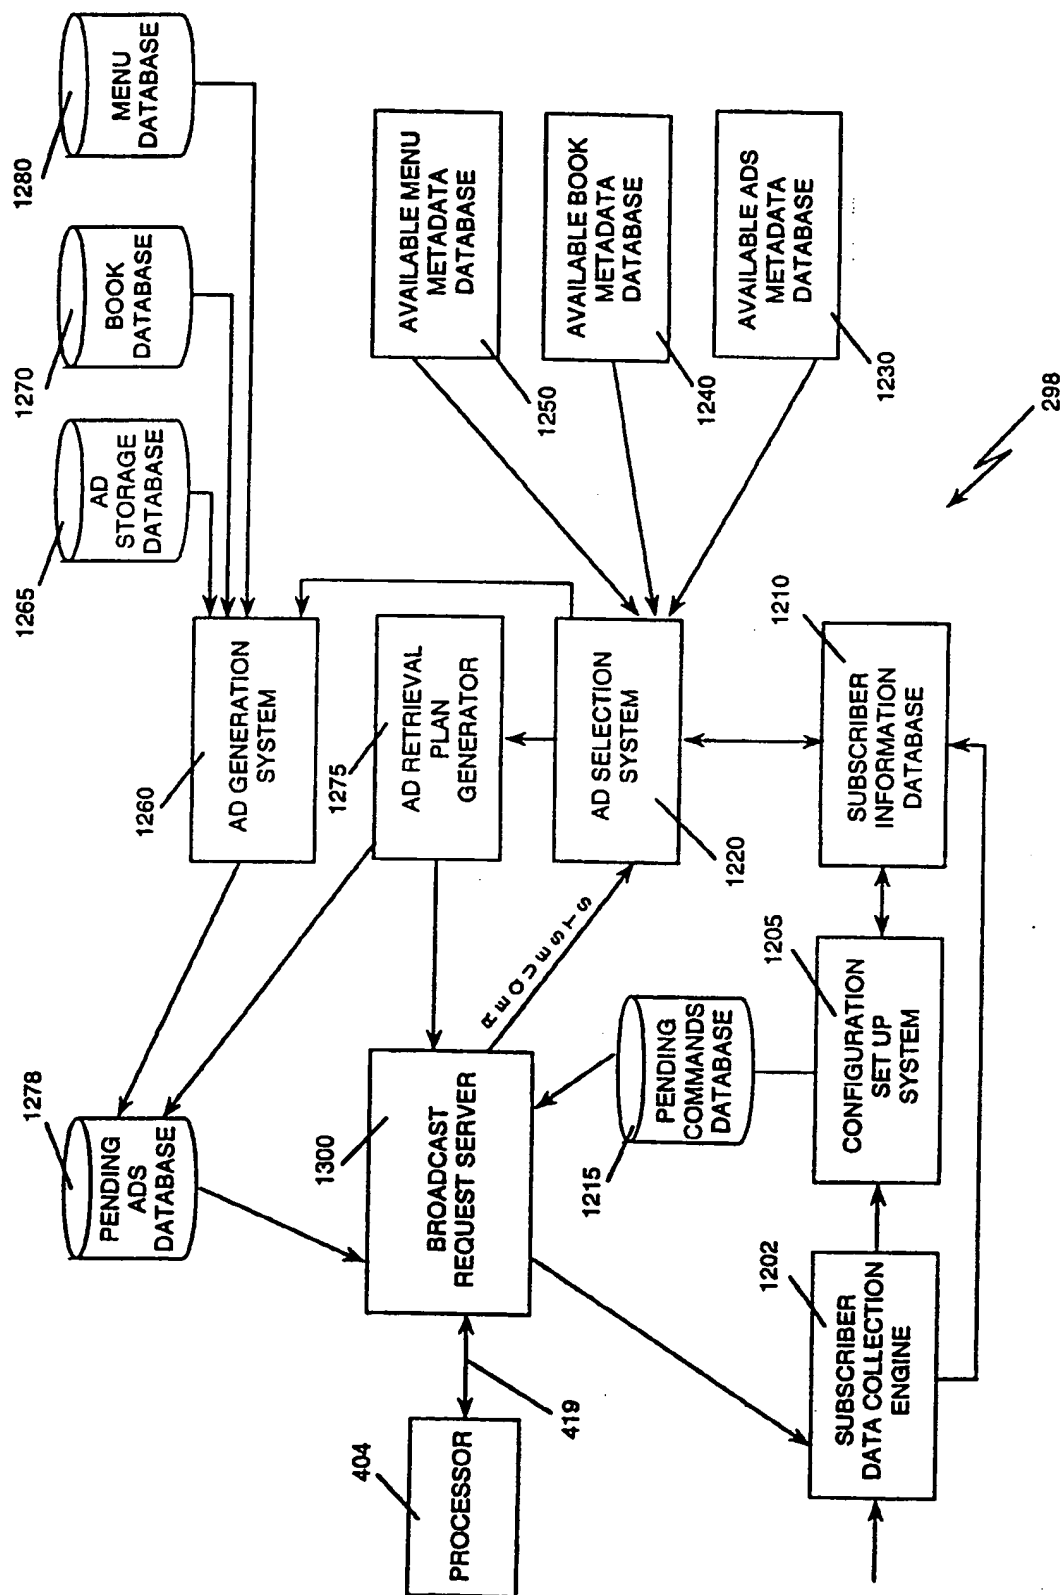 1280
MENU
DATABASE
1270
BOOK
DATABASE
1265
AD
STORAGE
DATABASE
1278
PENDING
ADS
DATABASE
1260
AD GENERATION
SYSTEM
1275
AD RETRIEVAL
PLAN
GENERATOR
AVAILABLE MENU
METADATA
DATABASE
1250
AVAILABLE BOOK
METADATA
DATABASE
1240
AVAILABLE ADS
METADATA
DATABASE
1230
404
PROCESSOR
419
1300
BROADCAST
REQUEST SERVER
REQUESTS
AD SELECTION
SYSTEM
1220
PENDING
COMMANDS
DATABASE
1215
1202
SUBSCRIBER
DATA COLLECTION
ENGINE
1205
CONFIGURATION
SET UP
SYSTEM
1210
SUBSCRIBER
INFORMATION
DATABASE
298